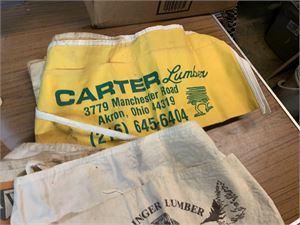 CARTER Lumber
3779 Manchester Road
Akron, Ohio 44319
(216) 645-6404
INGER LUMBER